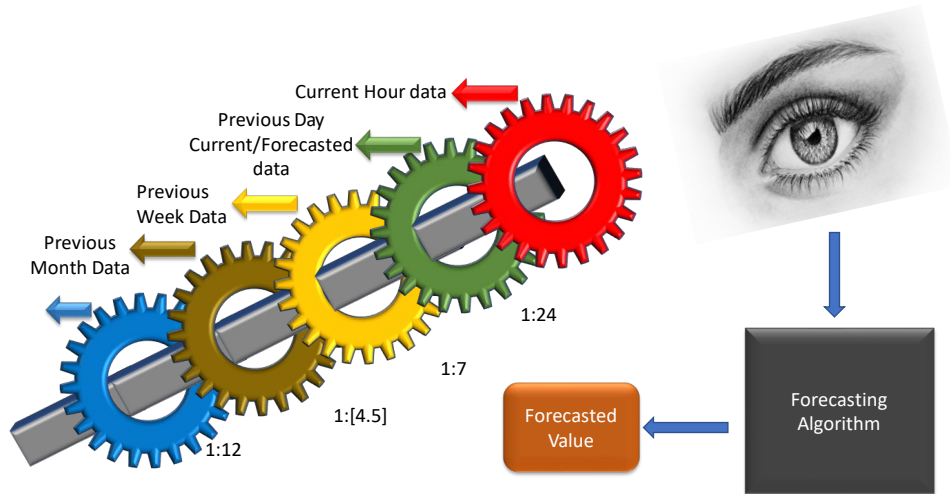 Current Hour data
Previous Day
Current/Forecasted
data
Previous
Week Data
Previous
Month Data
1:24
1:7
1:[4.5]
1:12
Forecasting
Algorithm
Forecasted
Value